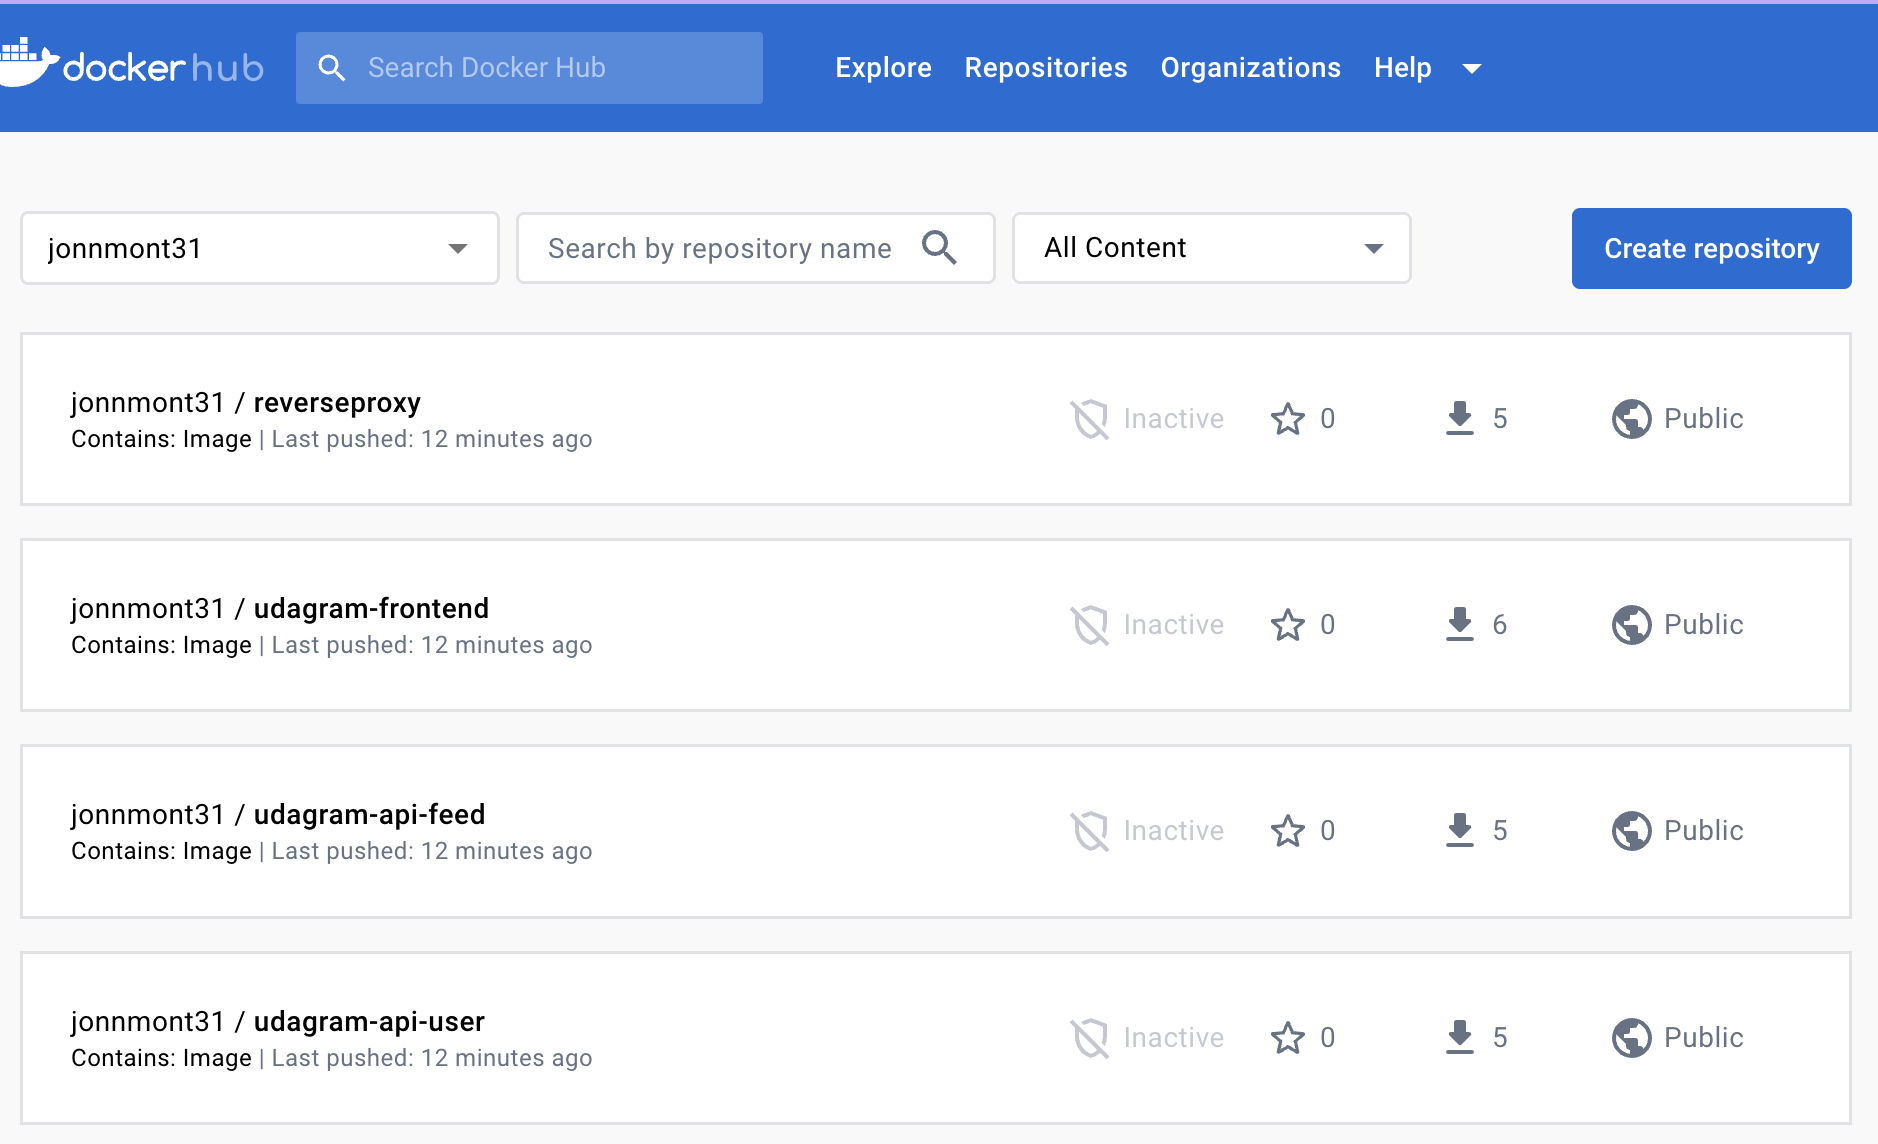 docker hub
Search Docker Hub
Explore Repositories Organizations Help
jonnmont31
Search by repository name
All Content
Create repository
jonnmont31 / reverseproxy
Contains: Image | Last pushed: 12 minutes ago
Inactive 0 5 Public
jonnmont31 / udagram-frontend
Contains: Image | Last pushed: 12 minutes ago
Inactive 0 6 Public
jonnmont31 / udagram-api-feed
Contains: Image | Last pushed: 12 minutes ago
Inactive 0 5 Public
jonnmont31 / udagram-api-user
Contains: Image | Last pushed: 12 minutes ago
Inactive 0 5 Public